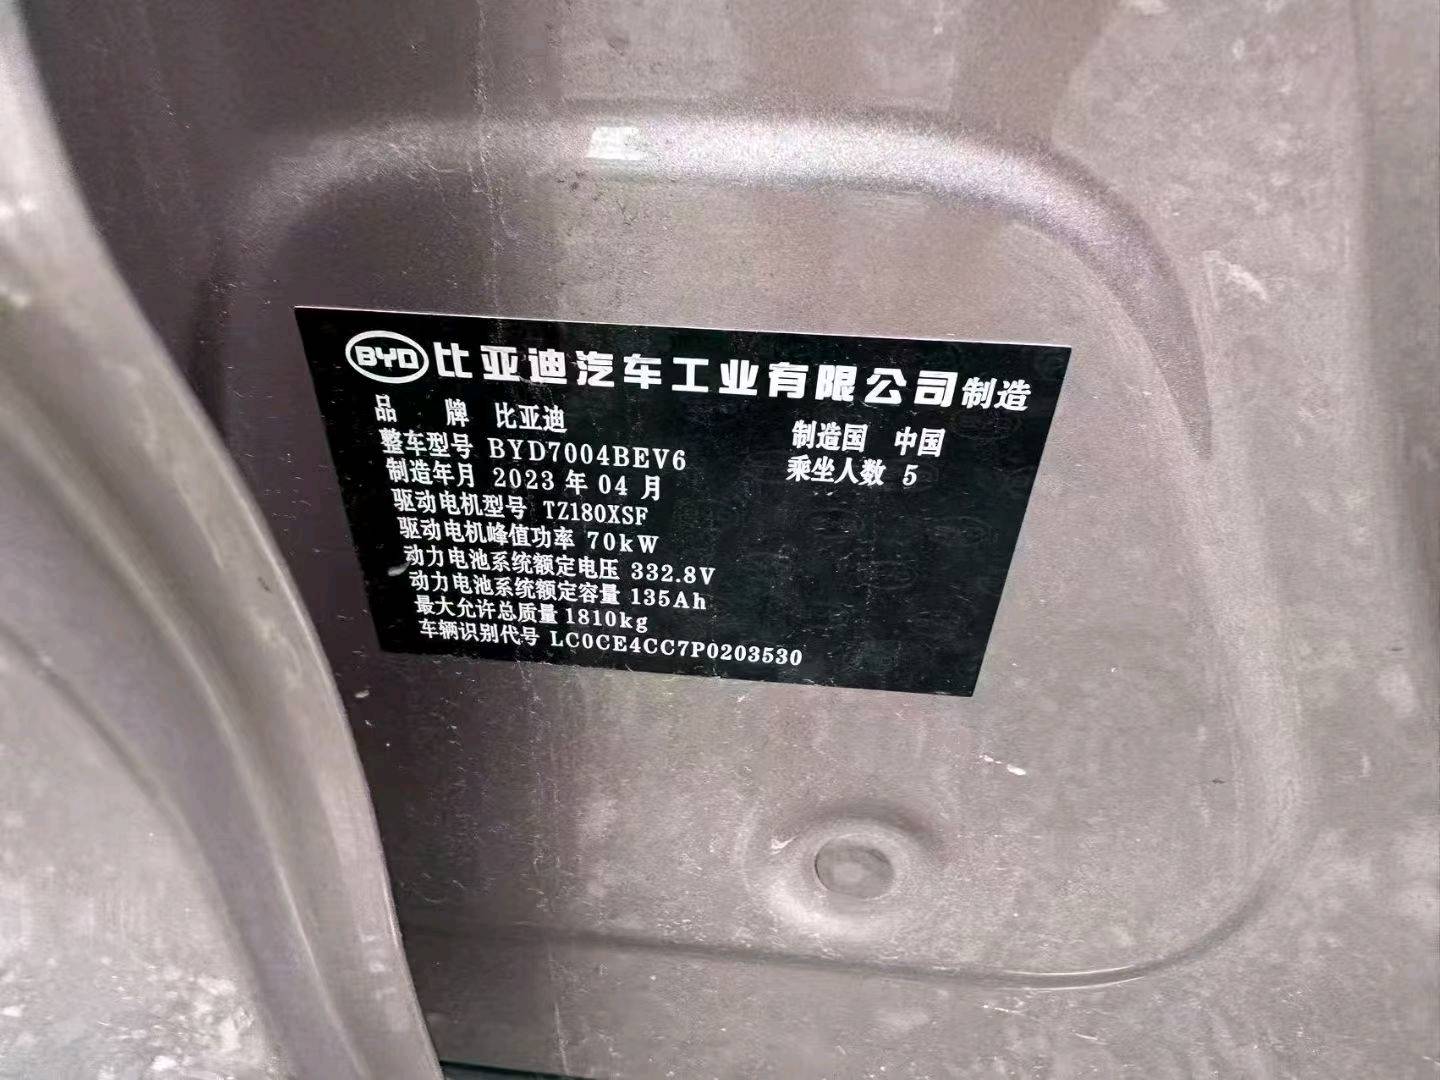 BYD 比亚迪汽车工业有限公司制造
品 牌 比亚迪
制造国 中国
整车型号 BYD7004BEV6
乘坐人数 5
制造年月 2023 年 04 月
驱动电机型号 TZ180XSF
驱动电机峰值功率 70kW
动力电池系统额定电压 332.8V
动力电池系统额定容量 135Ah
最大允许总质量 1810kg
车辆识别代号 LC0CE4CC7P0203530